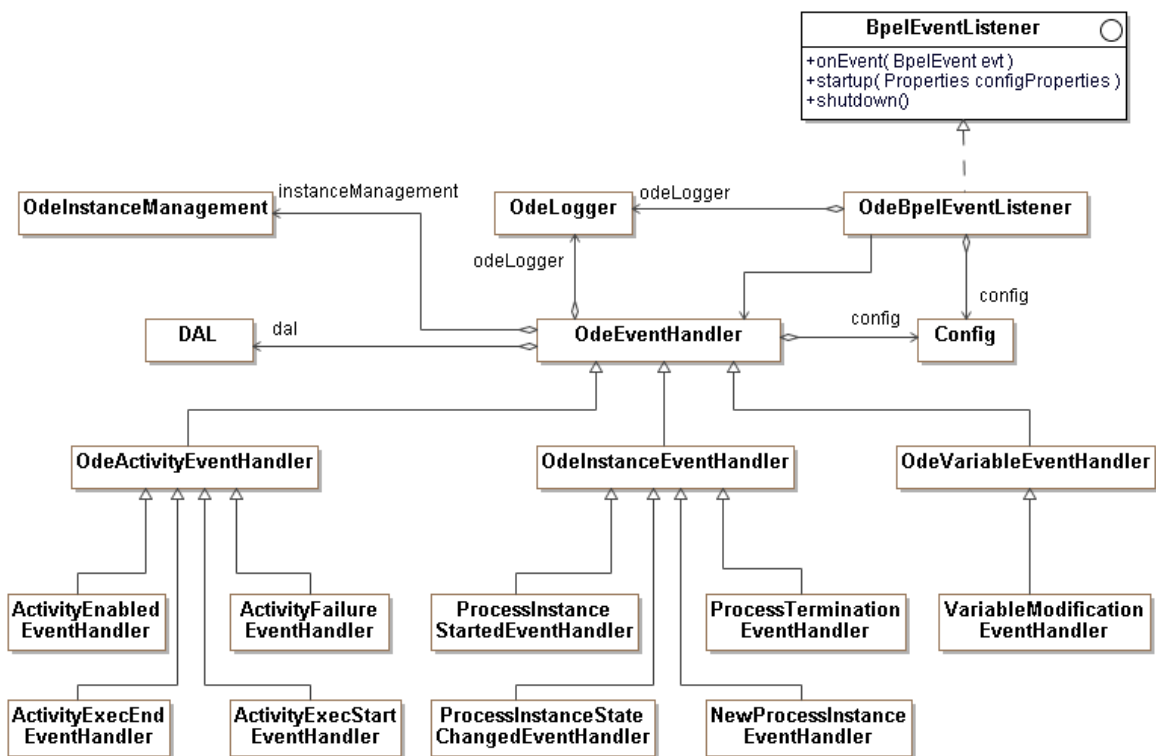 BpelEventListener
+onEvent( BpelEvent evt )
+startup( Properties configProperties )
+shutdown()
instanceManagement
odeLogger
OdeInstanceManagement
OdeLogger
OdeBpelEventListener
odeLogger
config
dal
config
DAL
OdeEventHandler
Config
OdeActivityEventHandler
OdeInstanceEventHandler
OdeVariableEventHandler
ActivityEnabled
EventHandler
ActivityFailure
EventHandler
ProcessInstance
StartedEventHandler
ProcessTermination
EventHandler
VariableModification
EventHandler
ActivityExecEnd
EventHandler
ActivityExecStart
EventHandler
ProcessInstanceState
ChangedEventHandler
NewProcessInstance
EventHandler